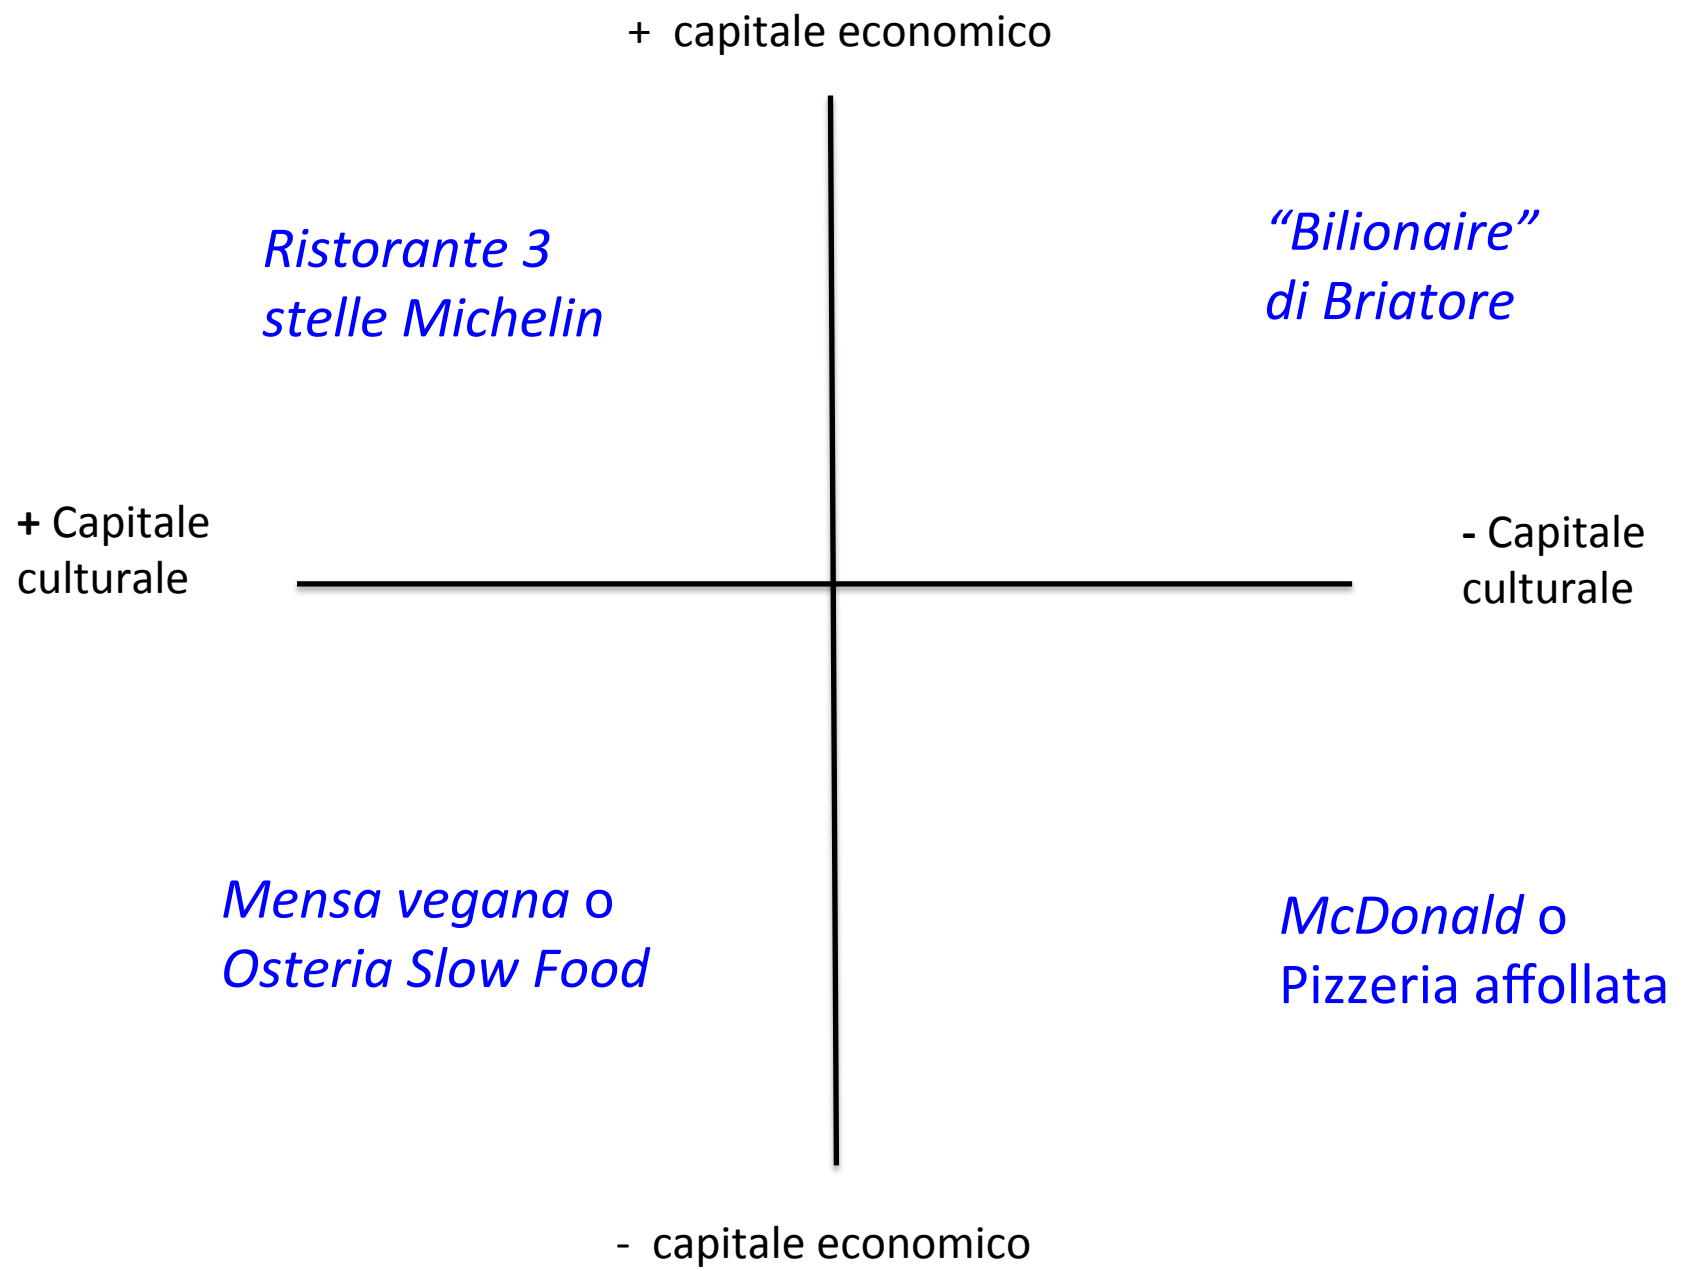 + capitale economico
Ristorante 3
stelle Michelin
“Bilionaire”
di Briatore
+ Capitale
culturale
- Capitale
culturale
Mensa vegana o
Osteria Slow Food
McDonald o
Pizzeria affollata
- capitale economico